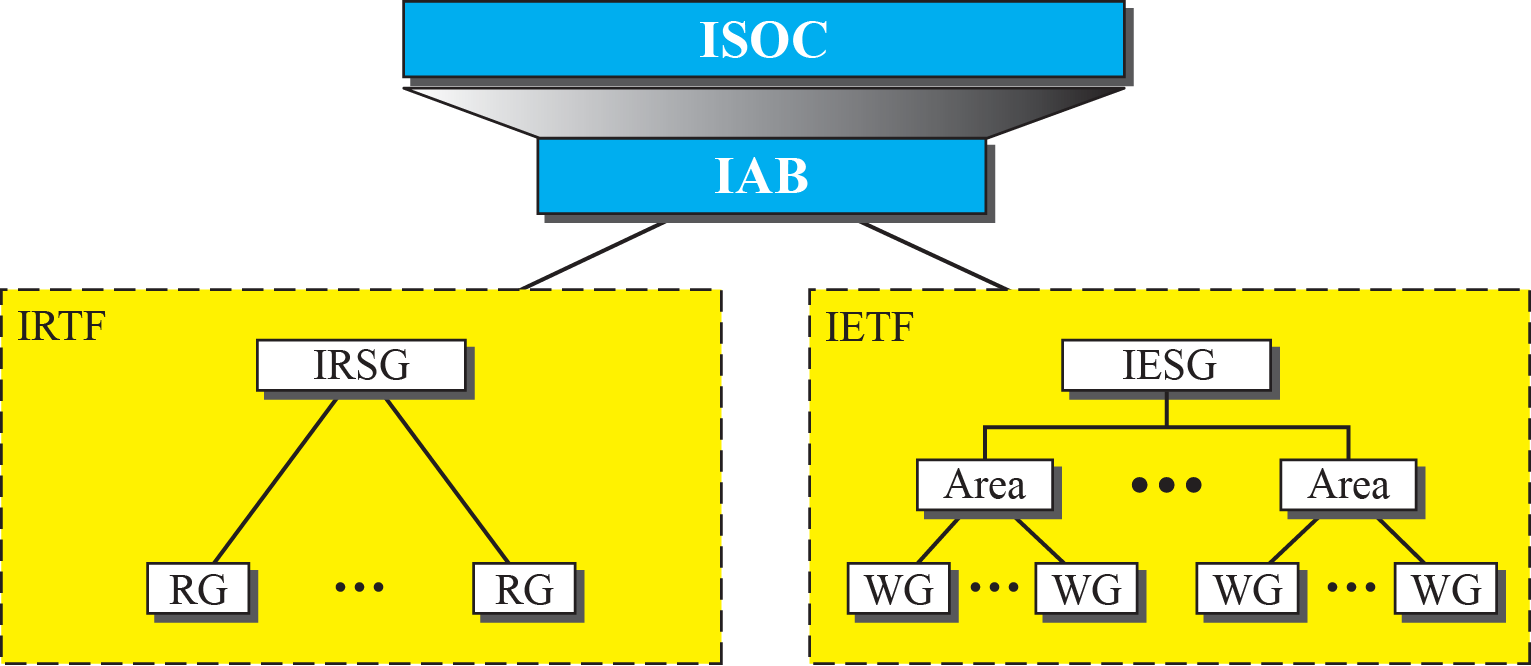 ISOC
IAB
IRTF
IRSG
RG ••• RG
IETF
IESG
Area ••• Area
WG ••• WG WG ••• WG